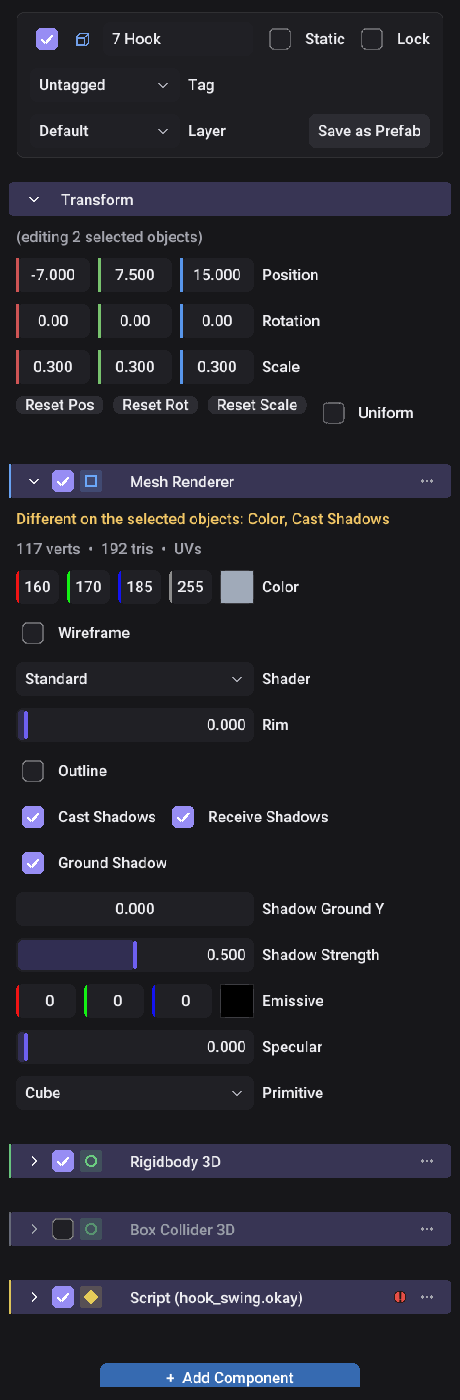 7 Hook Static Lock
Untagged Tag
Default Layer Save as Prefab
Transform
(editing 2 selected objects)
-7.000 7.500 15.000 Position
0.00 0.00 0.00 Rotation
0.300 0.300 0.300 Scale
Reset Pos Reset Rot Reset Scale Uniform
Mesh Renderer ...
Different on the selected objects: Color, Cast Shadows
117 verts • 192 tris • UVs
160 170 185 255 Color
Wireframe
Standard Shader
0.000 Rim
Outline
Cast Shadows Receive Shadows
Ground Shadow
0.000 Shadow Ground Y
0.500 Shadow Strength
0 0 0 Emissive
0.000 Specular
Cube Primitive
Rigidbody 3D ...
Box Collider 3D ...
Script (hook_swing.okay) ...
+ Add Component